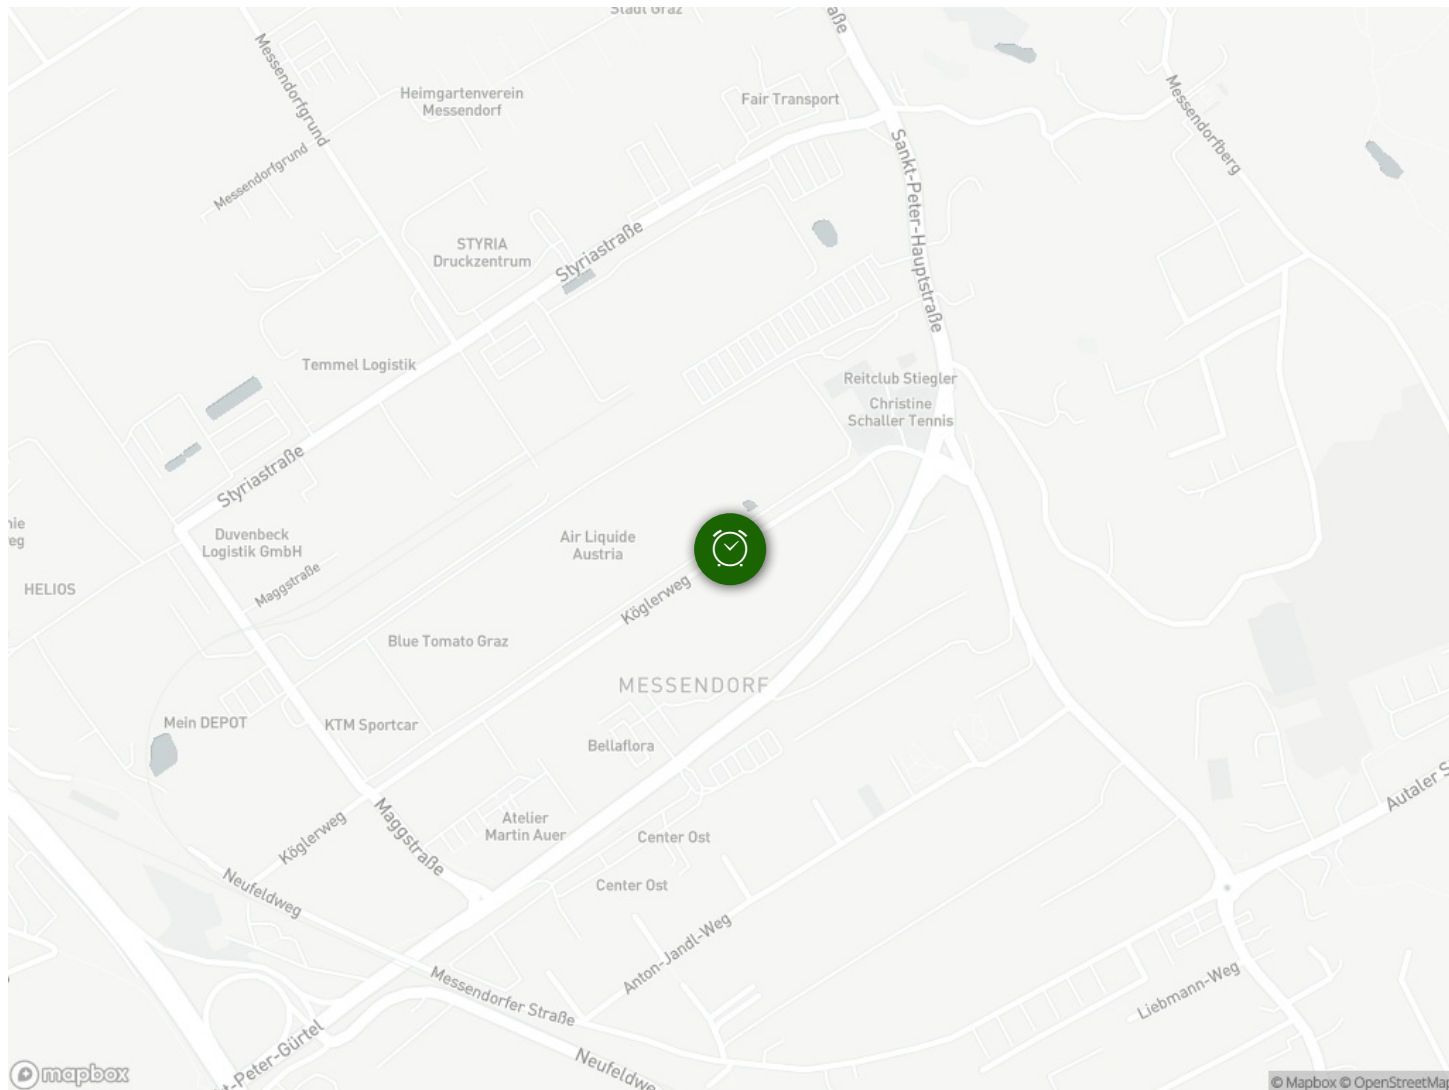 Stadt Graz
Messendorfgrund
Heimgartenverein
Messendorf
Fair Transport
Messendorfberg
Messendorfgrund
Sankt-Peter-Hauptstraße
STYRIA
Druckzentrum
Styriastraße
Temmel Logistik
Reitclub Stiegler
Christine
Schaller Tennis
Styriastraße
Duvenbeck
Logistik GmbH
Air Liquide
Austria
HELIOS
Maggstraße
Köglerweg
Blue Tomato Graz
MESSENDORF
Mein DEPOT
KTM Sportcar
Bellaflora
Autaler S
Maggstraße
Köglerweg
Atelier
Martin Auer
Center Ost
Center Ost
Neufeldweg
Anton-Jandl-Weg
Messendorfer Straße
Liebmann-Weg
t-Peter-Gürtel
Neufeldwe
mapbox
© Mapbox © OpenStreetMap